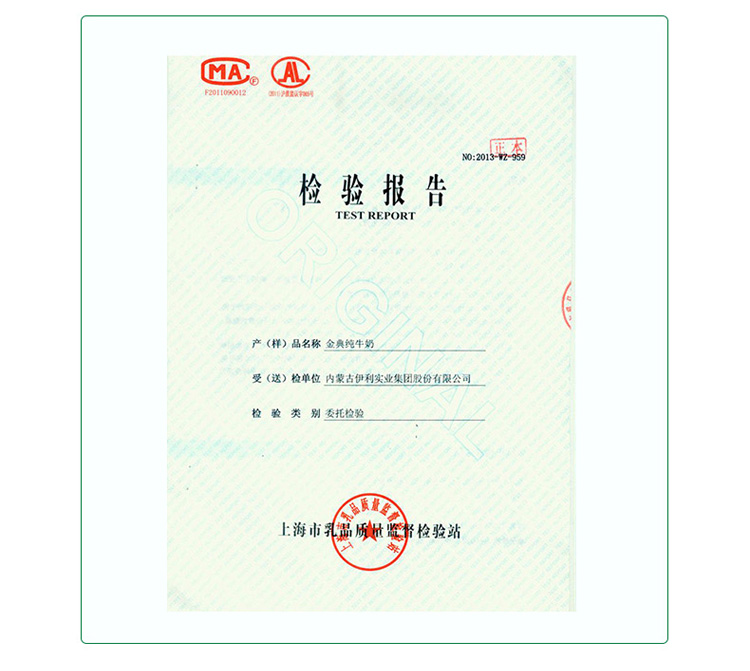 MA
F
F2011090012
AL
正本
NO:2013-WZ-959
检验报告
TEST REPORT
ORIGINAL
产（样）品名称 金典纯牛奶
受（送）检单位 内蒙古伊利实业集团股份有限公司
检 验 类 别 委托检验
上海市乳品质量监督检验站
上海市乳品质量监督检验站